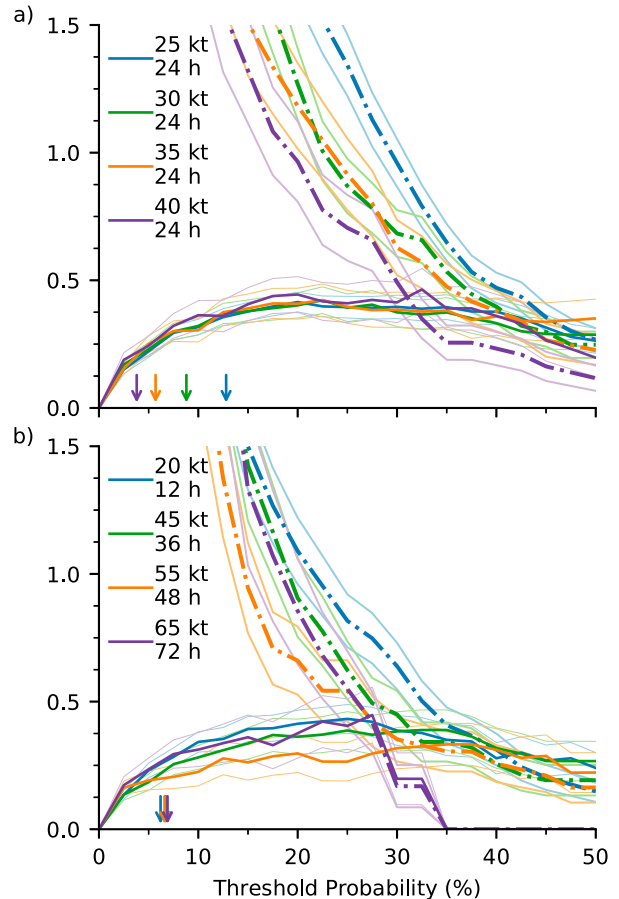 a)
1.5
25 kt
24 h
30 kt
24 h
1.0
35 kt
24 h
40 kt
24 h
0.5
0.0
b)
1.5
20 kt
12 h
45 kt
36 h
1.0
55 kt
48 h
65 kt
72 h
0.5
0.0
0 10 20 30 40 50
Threshold Probability (%)